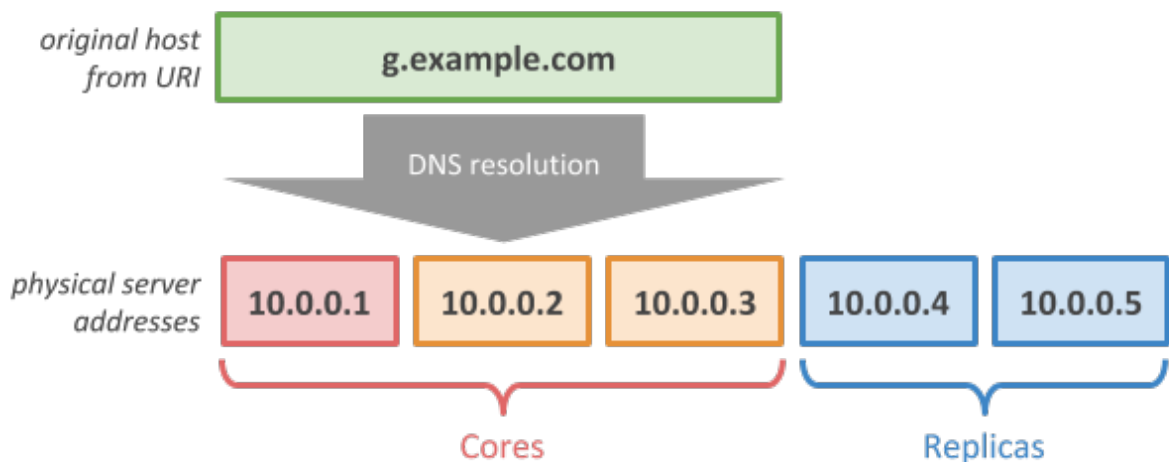 original host
from URI
g.example.com
DNS resolution
physical server
addresses
10.0.0.1
10.0.0.2
10.0.0.3
10.0.0.4
10.0.0.5
Cores
Replicas